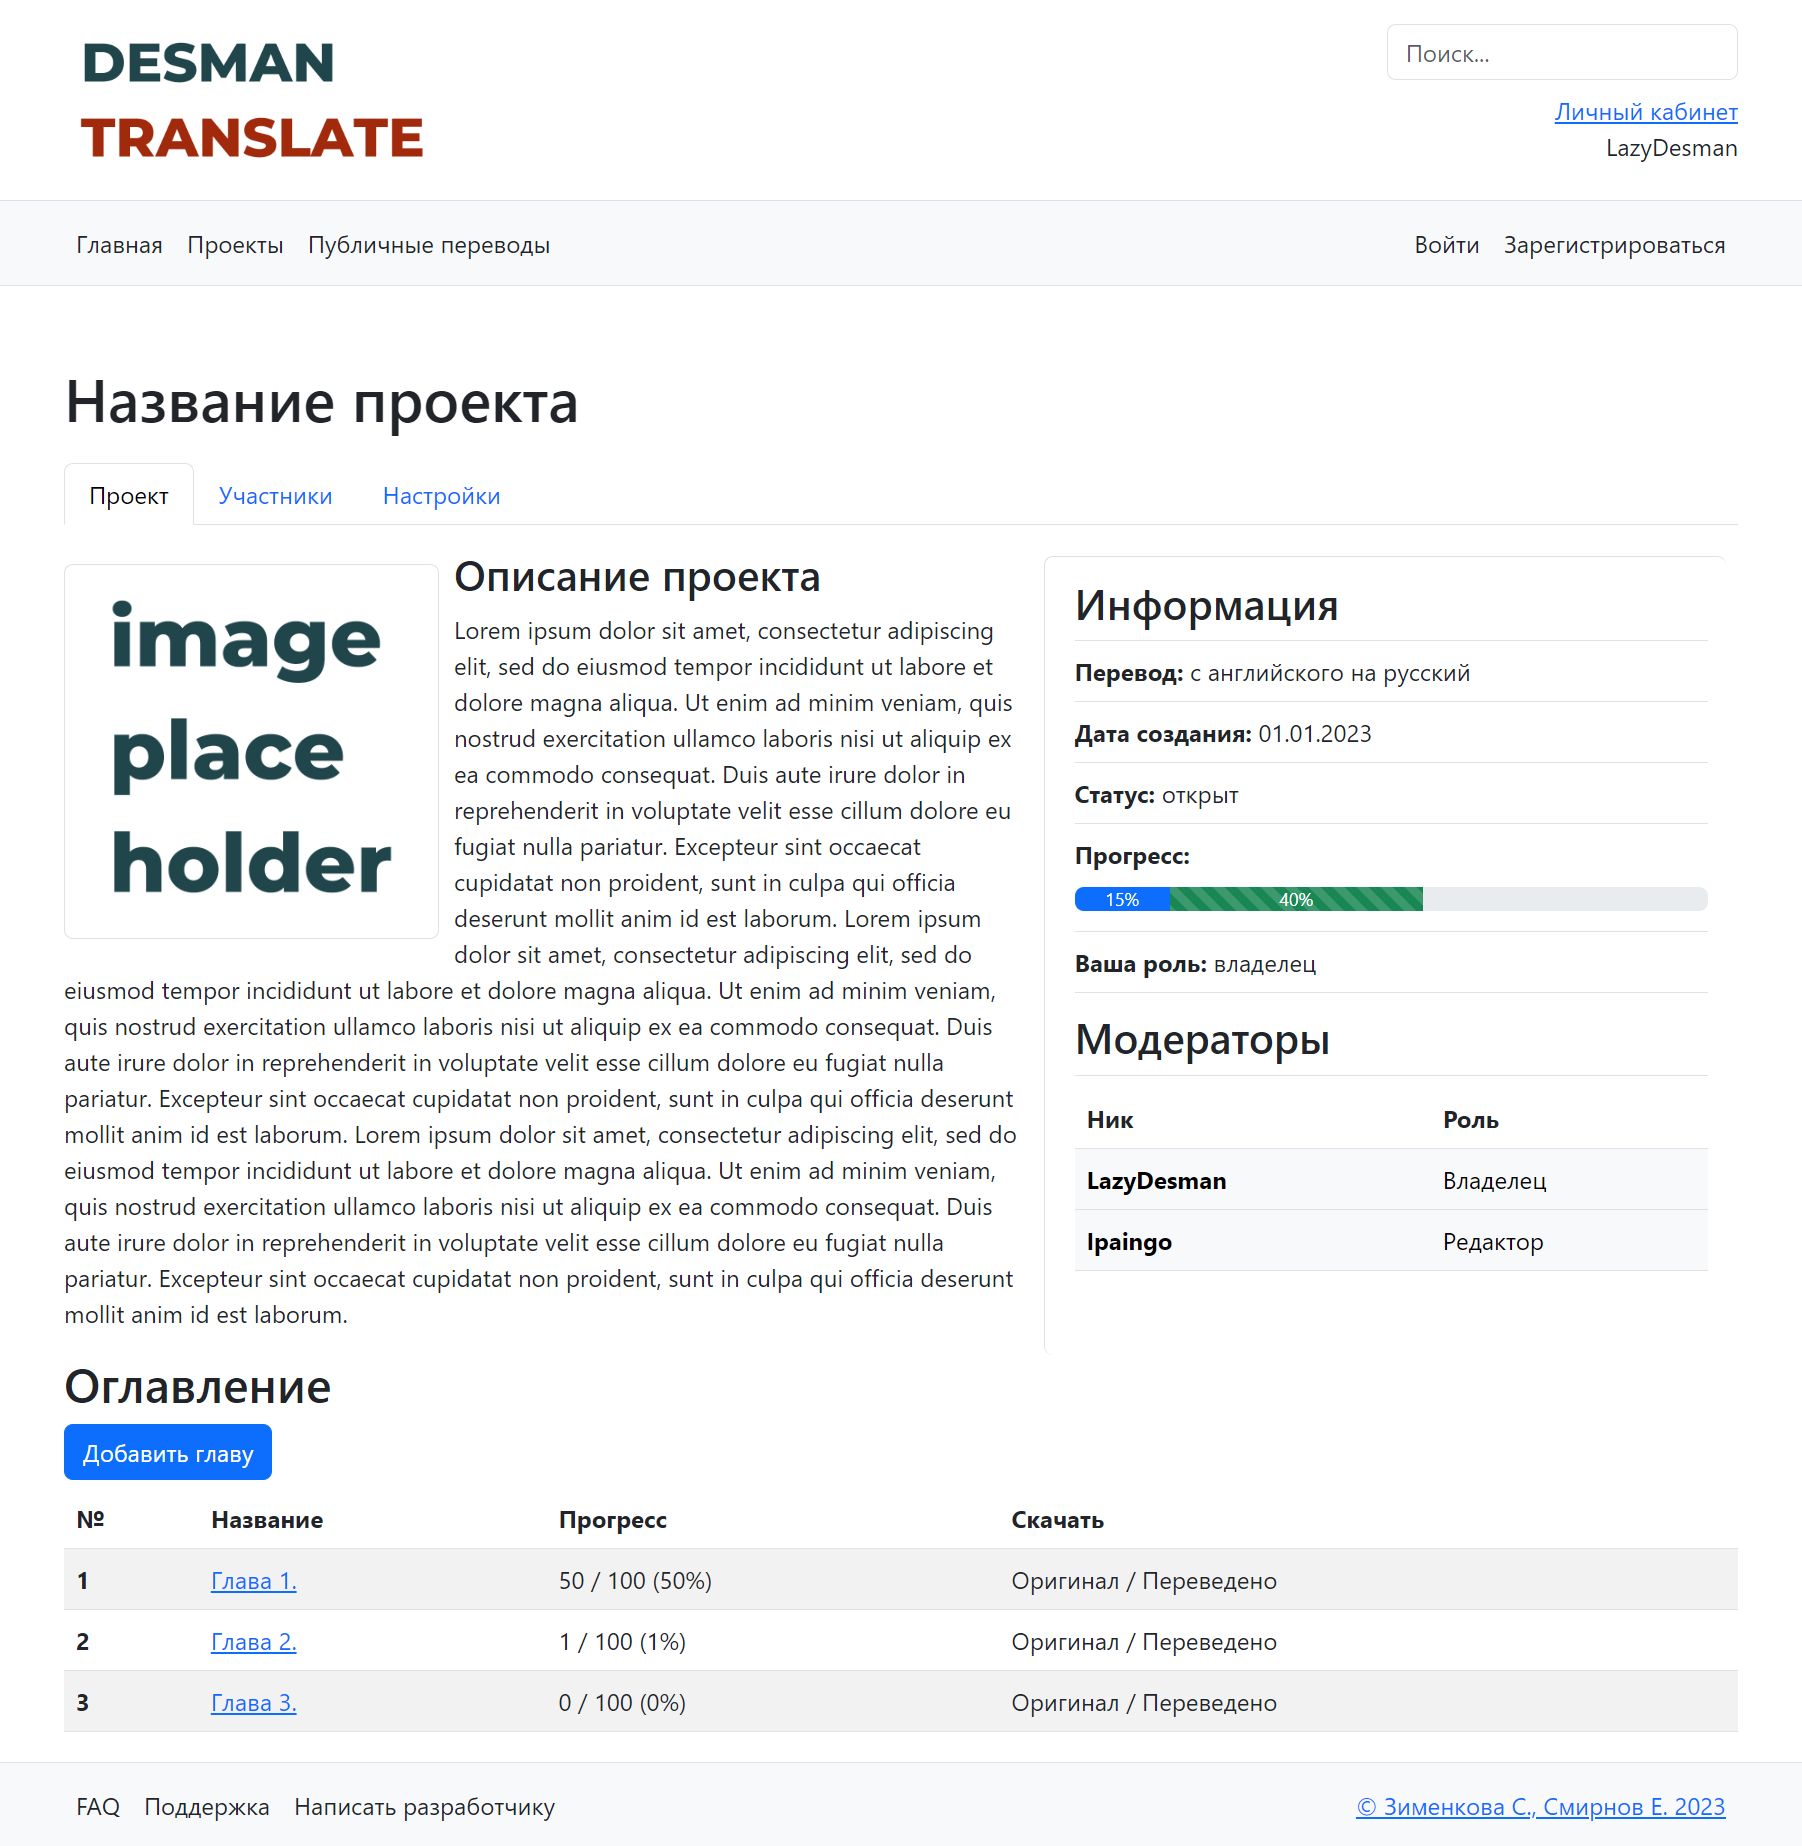 DESMAN
TRANSLATE
Поиск...
Личный кабинет
LazyDesman
Главная Проекты Публичные переводы Войти Зарегистрироваться
Название проекта
Проект Участники Настройки
image
place
holder
Описание проекта
Lorem ipsum dolor sit amet, consectetur adipiscing
elit, sed do eiusmod tempor incididunt ut labore et
dolore magna aliqua. Ut enim ad minim veniam, quis
nostrud exercitation ullamco laboris nisi ut aliquip ex
ea commodo consequat. Duis aute irure dolor in
reprehenderit in voluptate velit esse cillum dolore eu
fugiat nulla pariatur. Excepteur sint occaecat
cupidatat non proident, sunt in culpa qui officia
deserunt mollit anim id est laborum. Lorem ipsum
dolor sit amet, consectetur adipiscing elit, sed do
eiusmod tempor incididunt ut labore et dolore magna aliqua. Ut enim ad minim veniam,
quis nostrud exercitation ullamco laboris nisi ut aliquip ex ea commodo consequat. Duis
aute irure dolor in reprehenderit in voluptate velit esse cillum dolore eu fugiat nulla
pariatur. Excepteur sint occaecat cupidatat non proident, sunt in culpa qui officia deserunt
mollit anim id est laborum. Lorem ipsum dolor sit amet, consectetur adipiscing elit, sed do
eiusmod tempor incididunt ut labore et dolore magna aliqua. Ut enim ad minim veniam,
quis nostrud exercitation ullamco laboris nisi ut aliquip ex ea commodo consequat. Duis
aute irure dolor in reprehenderit in voluptate velit esse cillum dolore eu fugiat nulla
pariatur. Excepteur sint occaecat cupidatat non proident, sunt in culpa qui officia deserunt
mollit anim id est laborum.
Информация
Перевод: с английского на русский
Дата создания: 01.01.2023
Статус: открыт
Прогресс:
15% 40%
Ваша роль: владелец
Модераторы
Ник Роль
LazyDesman Владелец
Ipaingo Редактор
Оглавление
Добавить главу
№ Название Прогресс Скачать
1 Глава 1. 50 / 100 (50%) Оригинал / Переведено
2 Глава 2. 1 / 100 (1%) Оригинал / Переведено
3 Глава 3. 0 / 100 (0%) Оригинал / Переведено
FAQ Поддержка Написать разработчику © Зименкова С., Смирнов Е. 2023